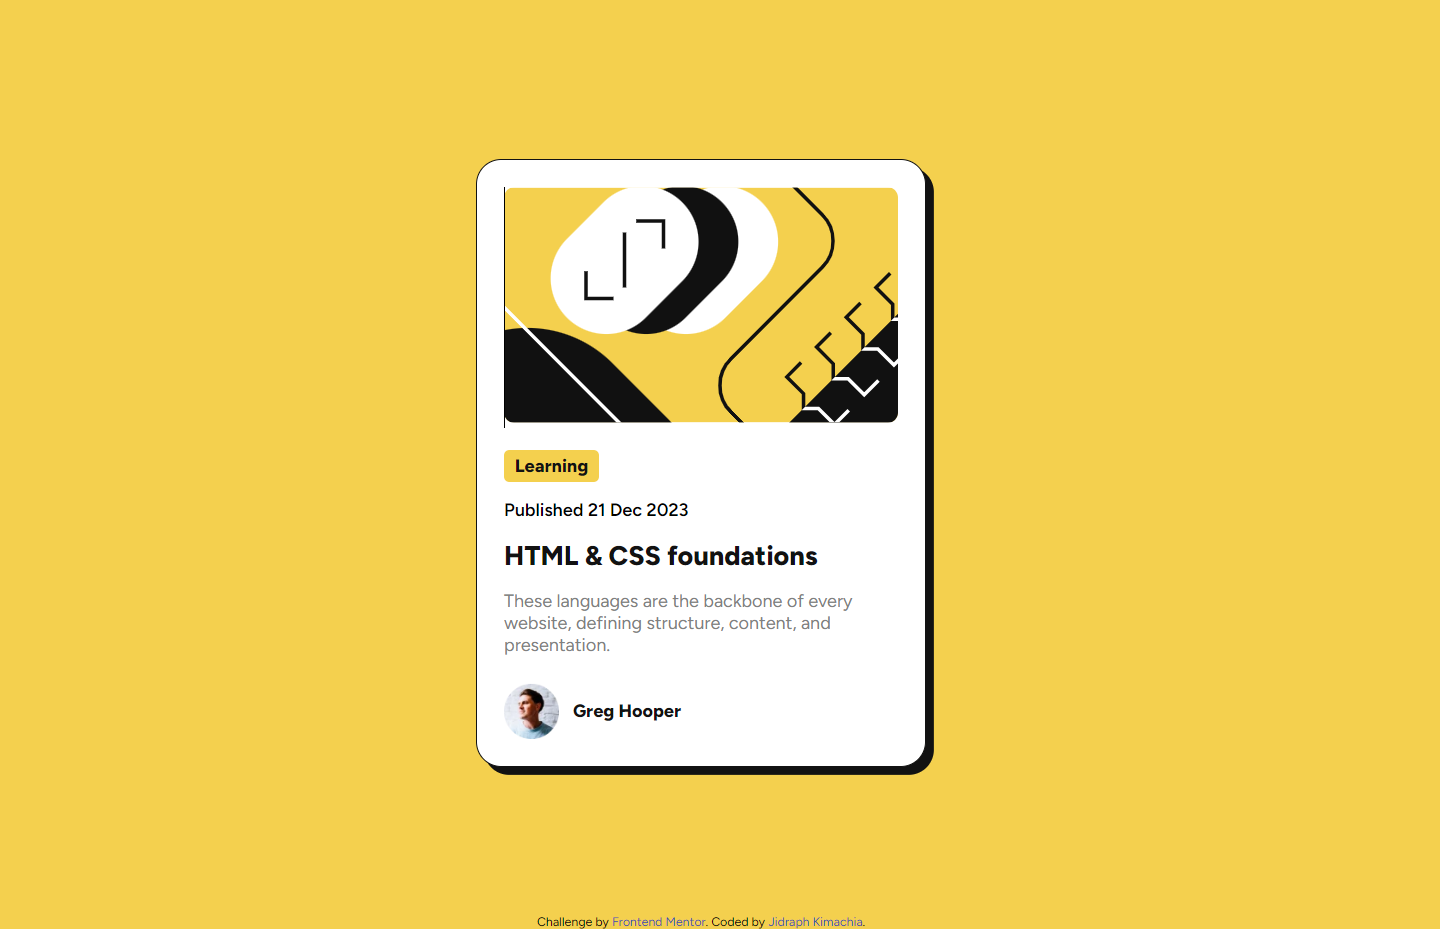 Learning
Published 21 Dec 2023
HTML & CSS foundations
These languages are the backbone of every
website, defining structure, content, and
presentation.
Greg Hooper
Challenge by Frontend Mentor. Coded by Jidraph Kimachia.